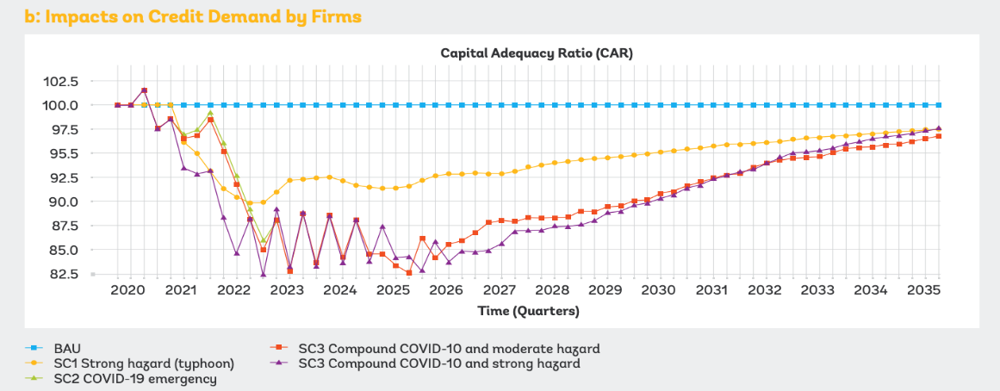 b: Impacts on Credit Demand by Firms
Capital Adequacy Ratio (CAR)
102.5
100.0
97.5
95.5
92.5
90.0
87.5
85.0
82.5
2020 2021 2022 2023 2024 2025 2026 2027 2028 2029 2030 2031 2032 2033 2034 2035
Time (Quarters)
BAU
SC1 Strong hazard (typhoon)
SC2 COVID-19 emergency
SC3 Compound COVID-10 and moderate hazard
SC3 Compound COVID-10 and strong hazard